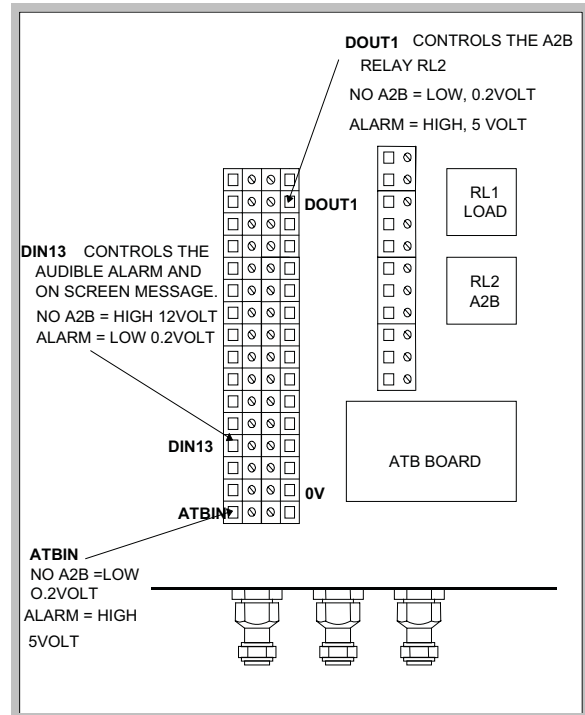 DOUT1 CONTROLS THE A2B
RELAY RL2
NO A2B = LOW, 0.2VOLT
ALARM = HIGH, 5 VOLT
DOUT1
RL1
LOAD
DIN13 CONTROLS THE
AUDIBLE ALARM AND
ON SCREEN MESSAGE.
NO A2B = HIGH 12VOLT
ALARM = LOW 0.2VOLT
RL2
A2B
DIN13
ATB BOARD
0V
ATBIN
ATBIN
NO A2B =LOW
O.2VOLT
ALARM = HIGH
5VOLT